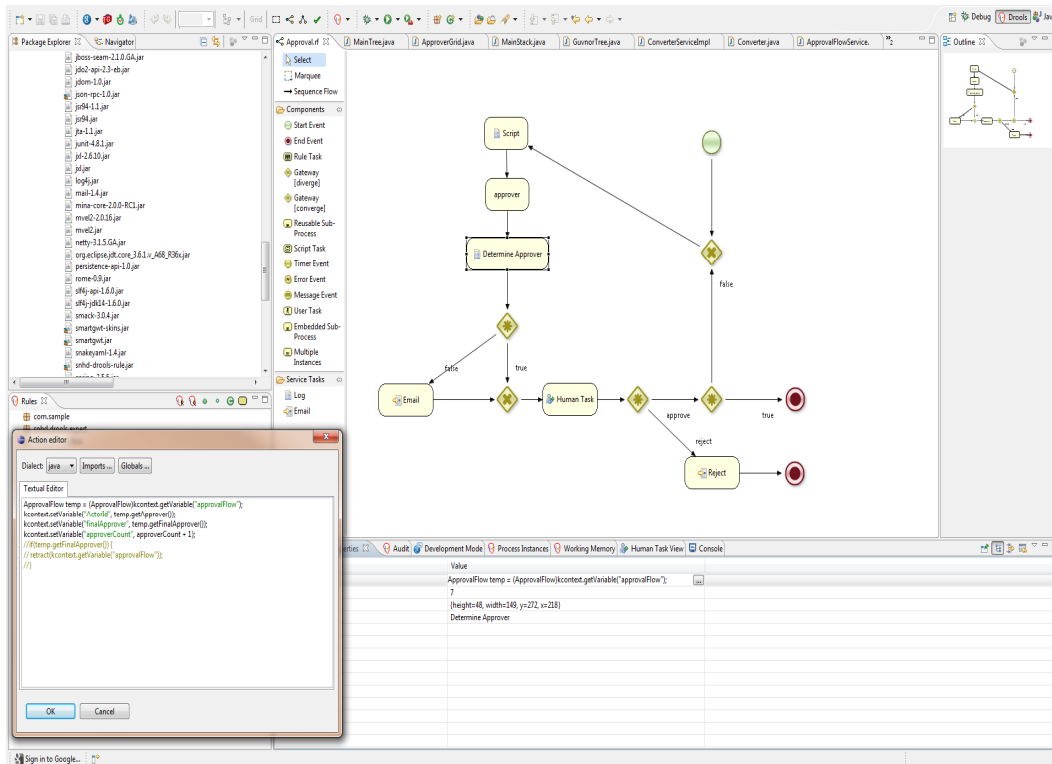 Grid
Debug
Drools
Package Explorer
Navigator
jboss-seam-2.1.0.GA.jar
jdo2-api-2.3-eb.jar
jdom-1.0.jar
json-rpc-1.0.jar
jsr94-1.1.jar
jsr94.jar
jta-1.1.jar
junit-4.8.1.jar
jxl-2.6.10.jar
jxl.jar
log4j.jar
mail-1.4.jar
mina-core-2.0.0-RC1.jar
mvel2-2.0.16.jar
mvel2.jar
netty-3.1.5.GA.jar
org.eclipse.jdt.core_3.6.1.v_A68_R36x.jar
persistence-api-1.0.jar
rome-0.9.jar
slf4j-api-1.6.0.jar
slf4j-jdk14-1.6.0.jar
smack-3.0.4.jar
smartgwt-skins.jar
smartgwt.jar
snakeyaml-1.4.jar
snhd-drools-rule.jar
Rules
com.sample
Approval.rf
MainTree.java
ApproverGrid.java
MainStack.java
GuvnorTree.java
ConverterServiceImpl
Converter.java
ApprovalFlowService.
»2
Select
Marquee
Sequence Flow
Components
Start Event
End Event
Rule Task
Gateway
[diverge]
Gateway
[converge]
Reusable Sub-
Process
Script Task
Timer Event
Error Event
Message Event
User Task
Embedded Sub-
Process
Multiple
Instances
Service Tasks
Log
Email
Script
approver
Determine Approver
false
false
true
Email
Human Task
approve
true
reject
Reject
Outline
Action editor
Dialect:
java
Imports ...
Globals ...
Textual Editor
ApprovalFlow temp = (ApprovalFlow)kcontext.getVariable("approvalFlow");
kcontext.setVariable("ActorId", temp.getApprover());
kcontext.setVariable("finalApprover", temp.getFinalApprover());
kcontext.setVariable("approverCount", approverCount + 1);
//if(temp.getFinalApprover()) {
// retract(kcontext.getVariable("approvalFlow"));
//}
OK
Cancel
Audit
Development Mode
Process Instances
Working Memory
Human Task View
Console
Value
ApprovalFlow temp = (ApprovalFlow)kcontext.getVariable("approvalFlow");
...
7
{height=48, width=149, y=272, x=218}
Determine Approver
Sign in to Google...